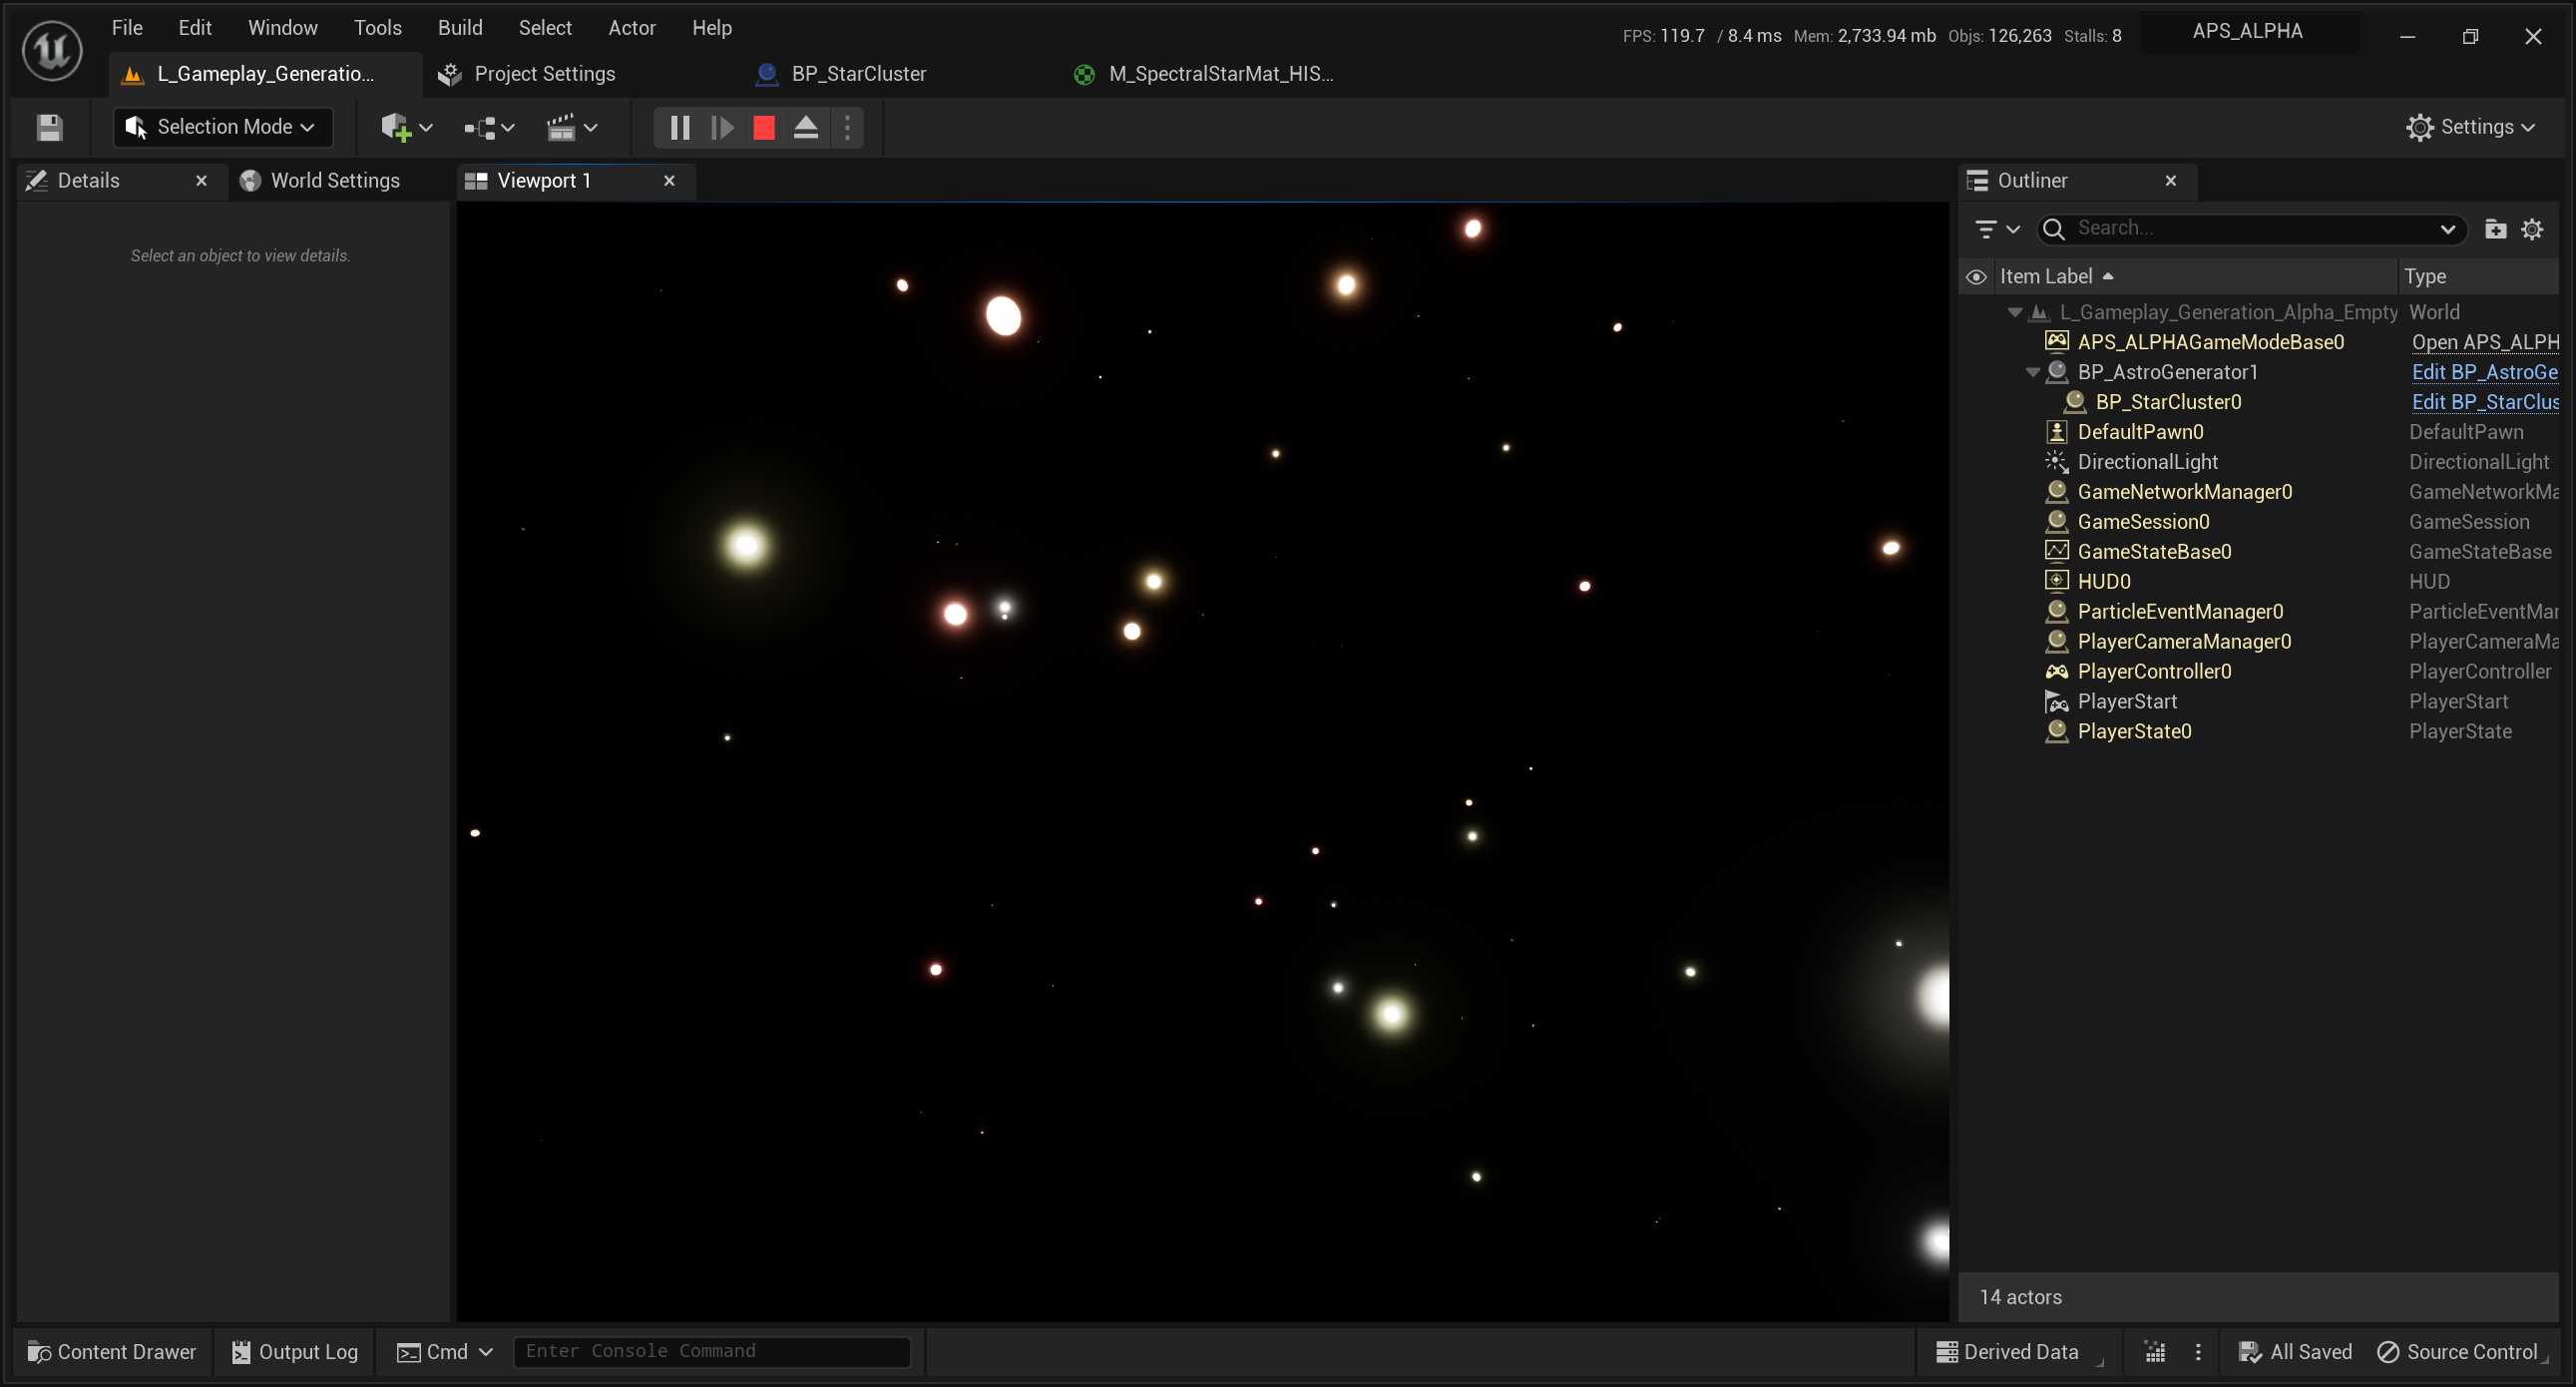 File Edit Window Tools Build Select Actor Help
FPS: 119.7 / 8.4 ms Mem: 2,733.94 mb Objs: 126,263 Stalls: 8
APS_ALPHA
L_Gameplay_Generatio...
Project Settings
BP_StarCluster
M_SpectralStarMat_HIS...
Selection Mode
Settings
Details
World Settings
Viewport 1
Outliner
Select an object to view details.
Search...
Item Label Type
L_Gameplay_Generation_Alpha_Empty World
APS_ALPHAGameModeBase0 Open APS_ALPH
BP_AstroGenerator1 Edit BP_AstroGe
BP_StarCluster0 Edit BP_StarClus
DefaultPawn0 DefaultPawn
DirectionalLight DirectionalLight
GameNetworkManager0 GameNetworkMa
GameSession0 GameSession
GameStateBase0 GameStateBase
HUD0 HUD
ParticleEventManager0 ParticleEventMan
PlayerCameraManager0 PlayerCameraMa
PlayerController0 PlayerController
PlayerStart PlayerStart
PlayerState0 PlayerState
14 actors
Content Drawer Output Log Cmd Enter Console Command
Derived Data All Saved Source Control